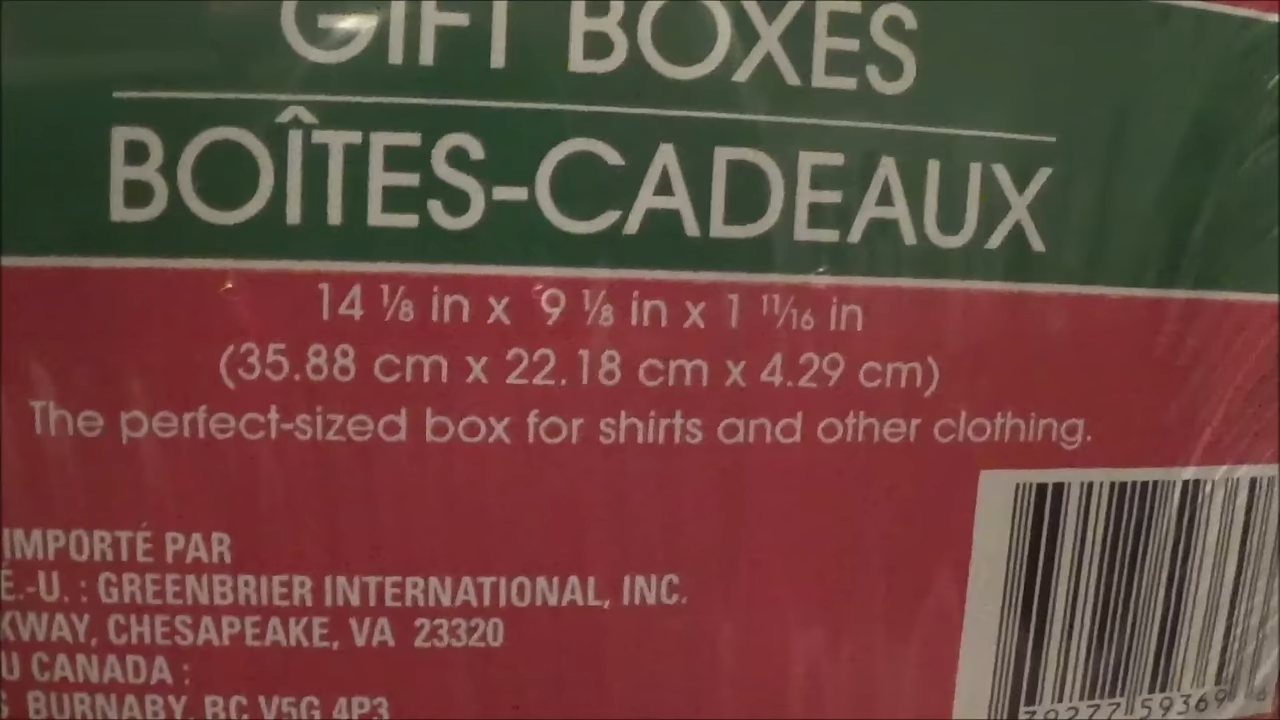 GIFT BOXES
BOÎTES-CADEAUX
14 ⅛ in x 9 ⅛ in x 1 11/16 in
(35.88 cm x 22.18 cm x 4.29 cm)
The perfect-sized box for shirts and other clothing.
IMPORTÉ PAR
É.-U. : GREENBRIER INTERNATIONAL, INC.
KWAY, CHESAPEAKE, VA 23320
U CANADA :
BURNABY, BC V5G 4P3
59369